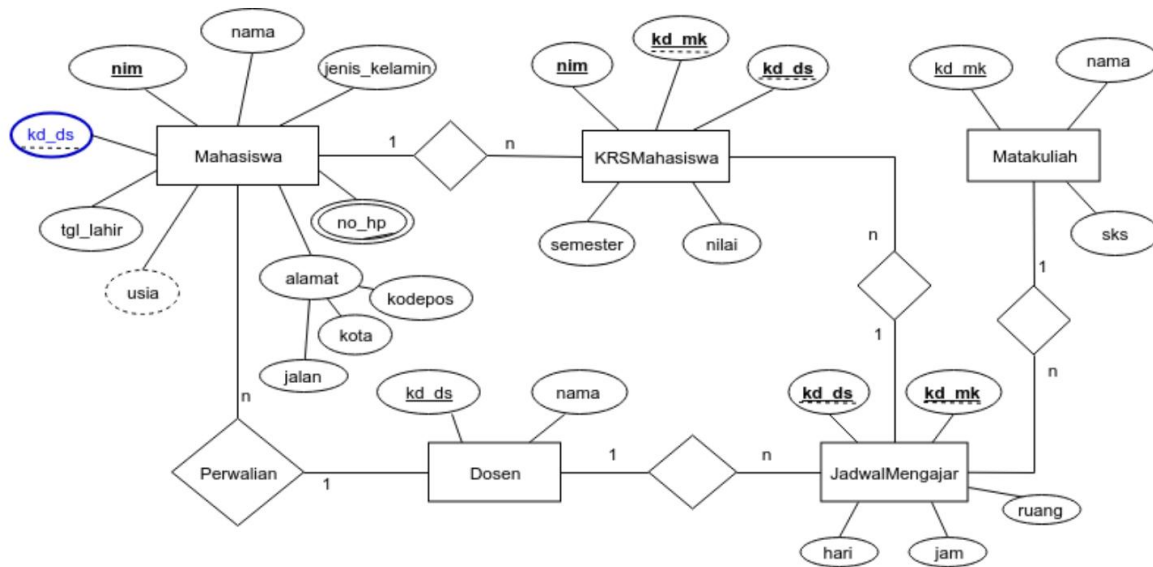 nama
nim
jenis_kelamin
kd_ds
Mahasiswa
tgl_lahir
usia
no_hp
alamat
kodepos
kota
jalan
1
n
nim
kd_mk
kd_ds
KRSMahasiswa
semester
nilai
n
1
kd_mk
nama
Matakuliah
sks
1
n
n
Perwalian
1
kd_ds
nama
Dosen
1
n
kd_ds
kd_mk
JadwalMengajar
hari
jam
ruang